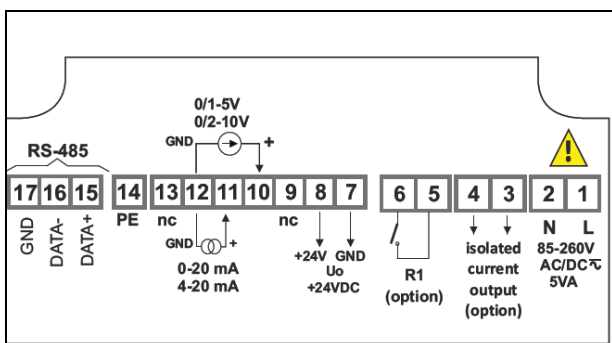 0/1-5V
0/2-10V
GND +
RS-485
17 16 15 14 13 12 11 10 9 8 7 6 5 4 3 2 1
GND DATA- DATA+ PE nc nc N L
GND +
0-20 mA
4-20 mA
+24V GND
Uo
+24VDC
R1
(option)
isolated
current
output
(option)
85-260V
AC/DC
5VA